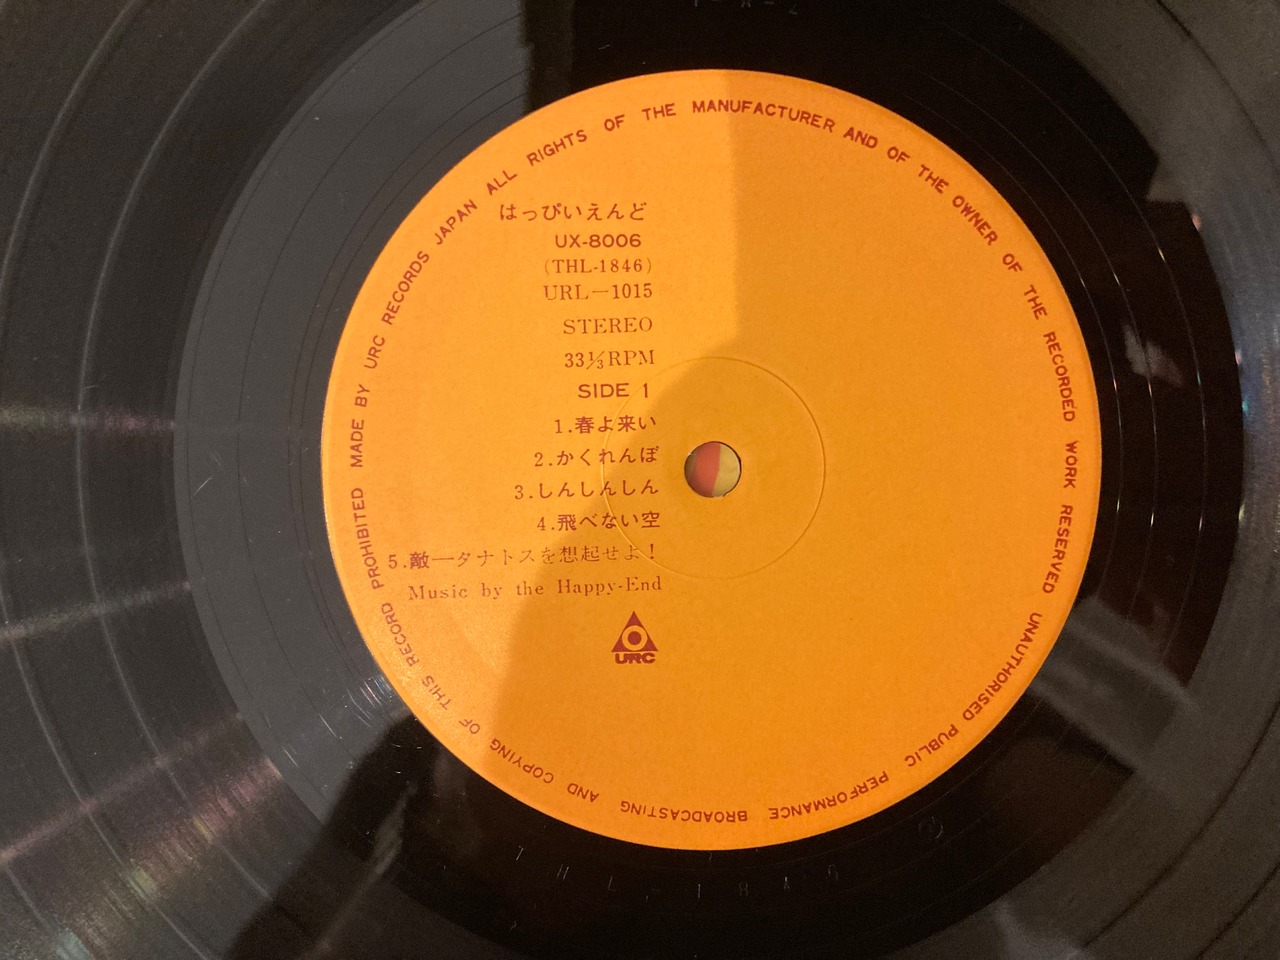 MADE BY URC RECORDS JAPAN ALL RIGHTS OF THE MANUFACTURER AND OF THE OWNER OF THE RECORDED WORK RESERVED UNAUTHORISED PUBLIC PERFORMANCE BROADCASTING AND COPYING OF THIS RECORD PROHIBITED
はっぴいえんど
UX-8006
(THL-1846)
URL—1015
STEREO
33⅓RPM
SIDE 1
1.春よ来い
2.かくれんぼ
3.しんしんしん
4.飛べない空
5.敵—タナトスを想起せよ！
Music by the Happy-End
URC
THL-1846